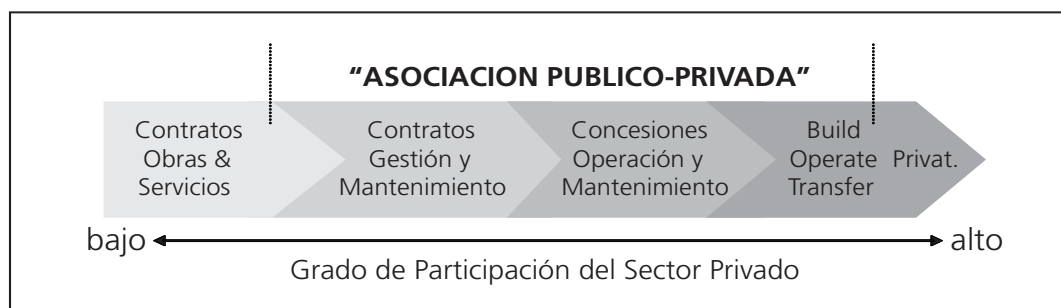 “ASOCIACION PUBLICO-PRIVADA”
Contratos
Obras &
Servicios
Contratos
Gestión y
Mantenimiento
Concesiones
Operación y
Mantenimiento
Build
Operate
Transfer
Privat.
bajo
alto
Grado de Participación del Sector Privado